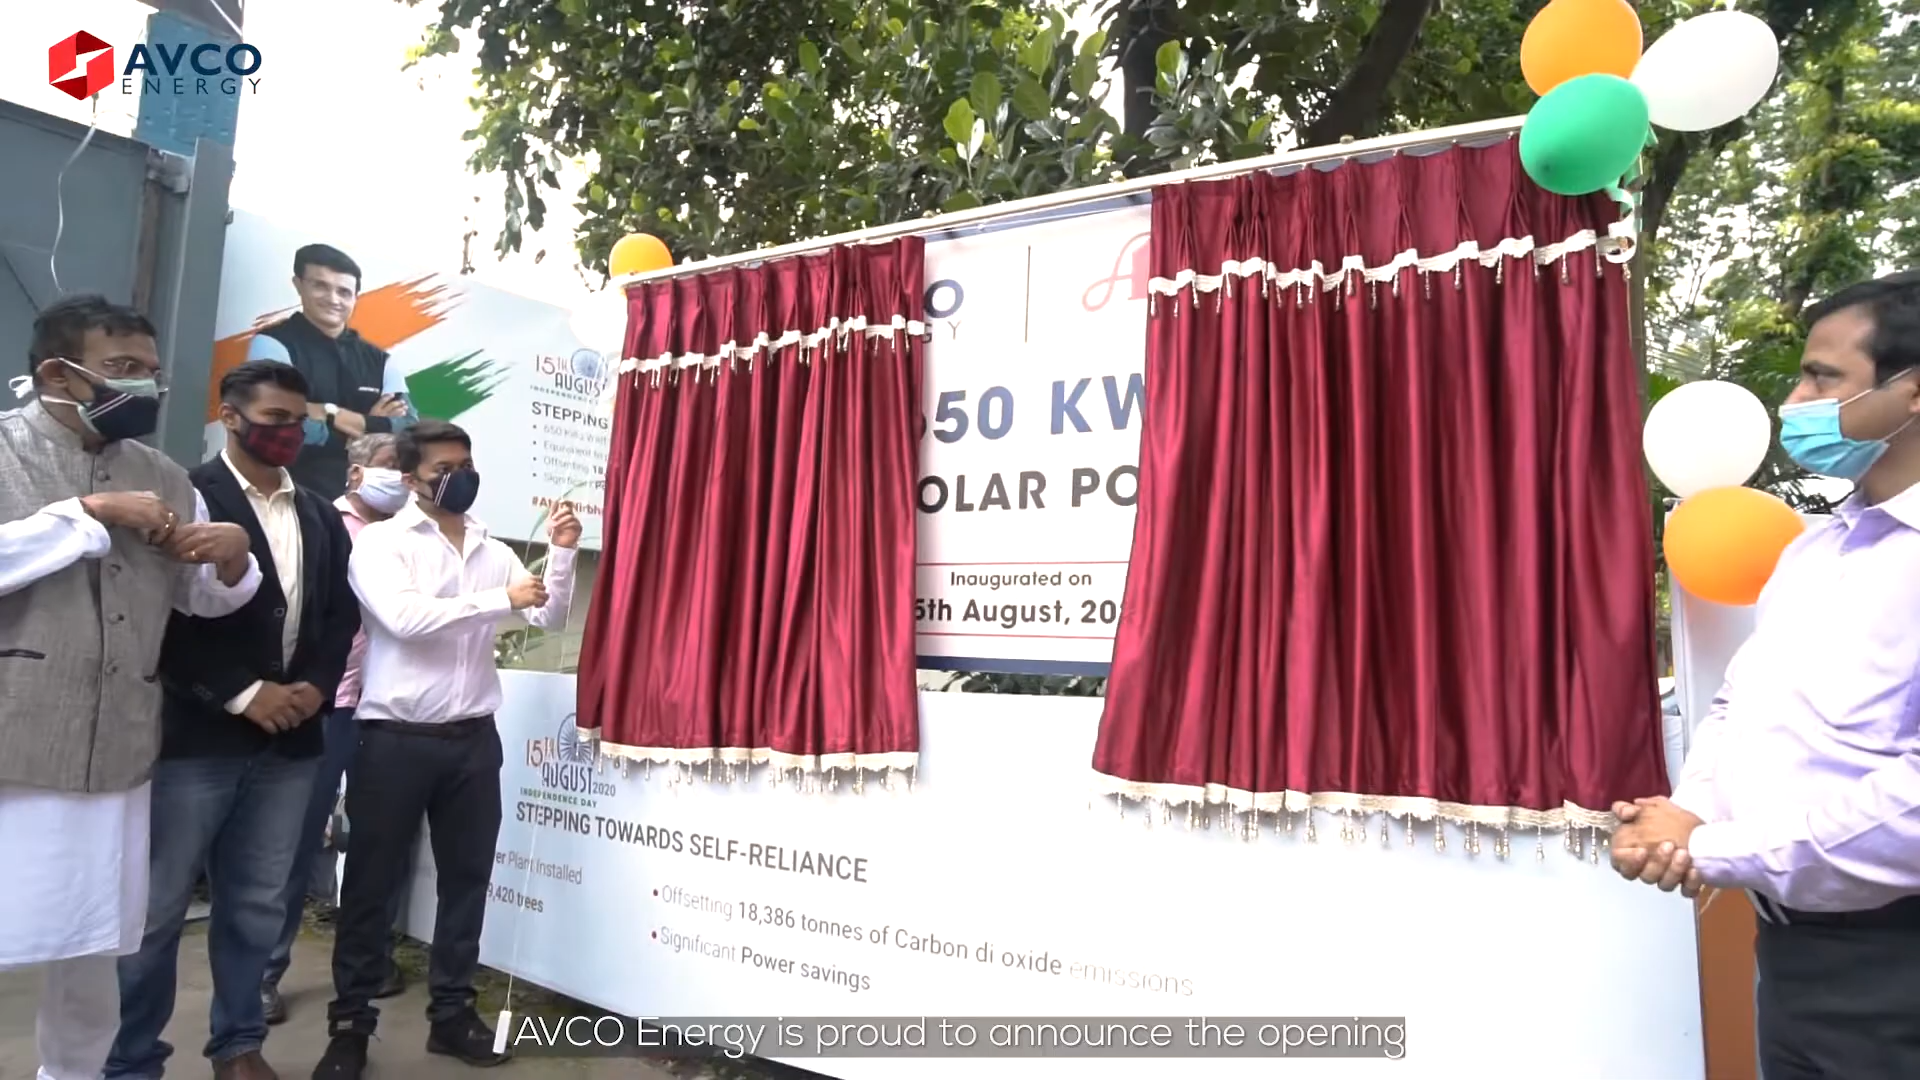 AVCO
ENERGY
15TH
AUGUST
STEPPING
O
GY
650 KW
OLAR PO
Inaugurated on
5th August, 20
15TH
AUGUST 2020
INDEPENDENCE DAY
STEPPING TOWARDS SELF-RELIANCE
er Plant Installed
9,420 trees
• Offsetting 18,386 tonnes of Carbon di oxide emissions
• Significant Power savings
AVCO Energy is proud to announce the opening